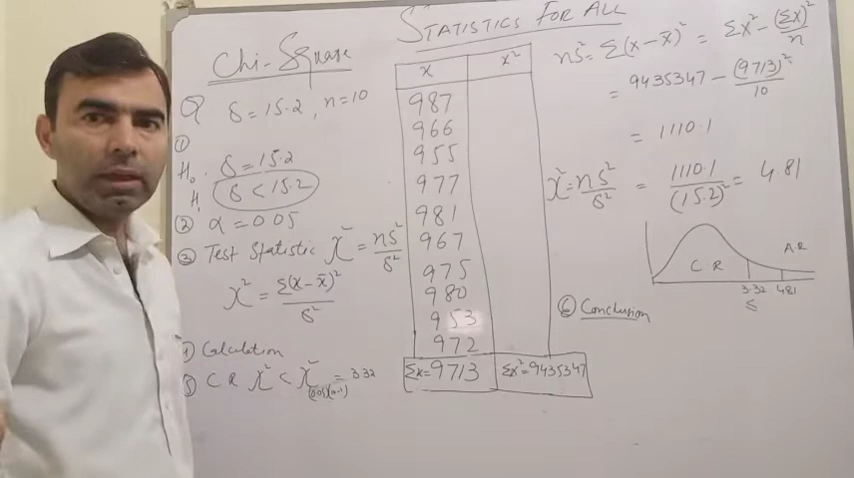 STATISTICS FOR ALL
Chi-Square
Q δ = 15.2, n=10
①
H₀. δ = 15.2
H₁ δ < 15.2
② α = 0.05
③ Test Statistic χ² = ns²/δ²
χ² = Σ(x-x̄)²/δ²
④ Calculation
⑤ C R χ² < χ²(0.05)(n-1) = 3.32
x x²
987
966
955
977
981
967
975
980
953
972
Σx=9713 Σx²=9435347
ns² = Σ(x-x̄)² = Σx² - (Σx)²/n
= 9435347 - (9713)²/10
= 1110.1
χ² = ns²/δ² = 1110.1/(15.2)² = 4.81
C R A.R
3.32 4.81
≤
⑥ Conclusion